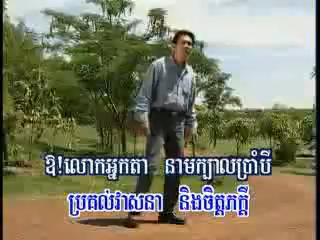 ឱ!លោកអ្នកតា នាមក្បាលប្រាំបី
ប្រគល់វាសនា និងចិត្តភក្ដី